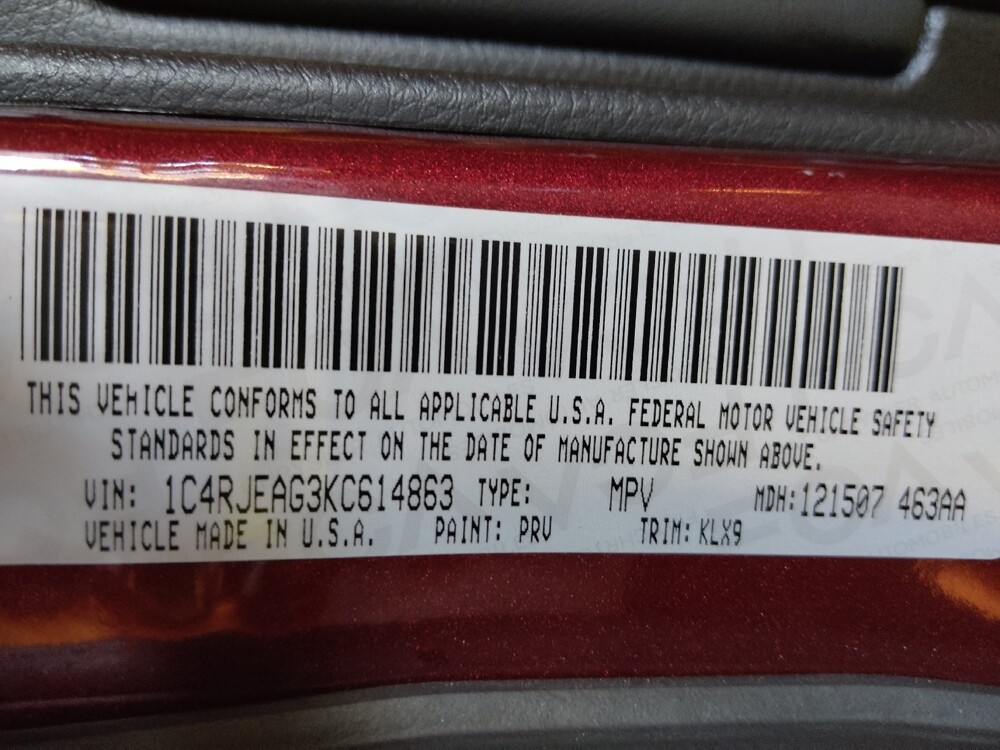 THIS VEHICLE CONFORMS TO ALL APPLICABLE U.S.A. FEDERAL MOTOR VEHICLE SAFETY
STANDARDS IN EFFECT ON THE DATE OF MANUFACTURE SHOWN ABOVE.
VIN: 1C4RJEAG3KC614863 TYPE: MPV MDH:121507 463AA
VEHICLE MADE IN U.S.A. PAINT: PRV TRIM: KLX9